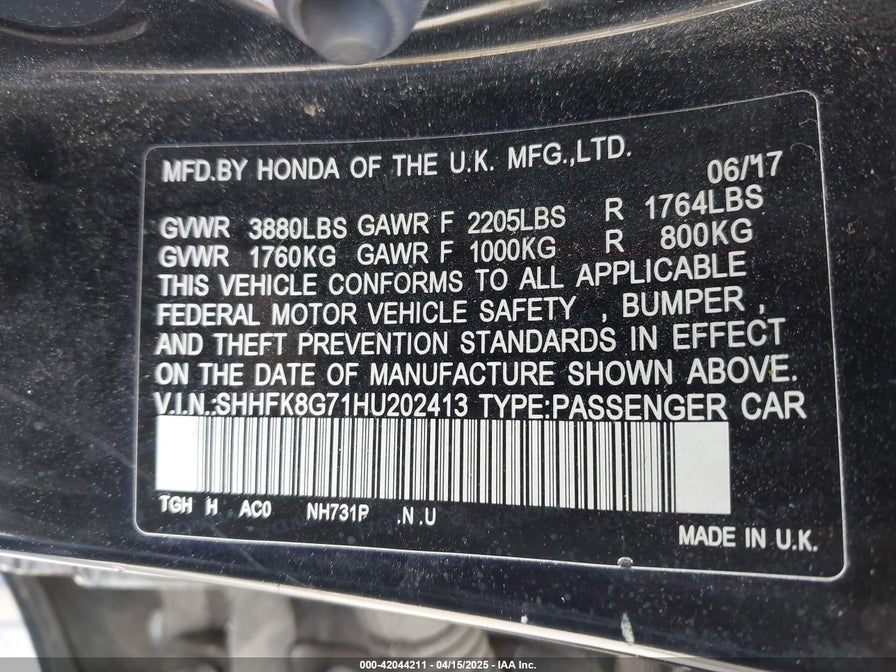 MFD.BY HONDA OF THE U.K. MFG.,LTD. 06/'17
GVWR 3880LBS GAWR F 2205LBS R 1764LBS
GVWR 1760KG GAWR F 1000KG R 800KG
THIS VEHICLE CONFORMS TO ALL APPLICABLE
FEDERAL MOTOR VEHICLE SAFETY , BUMPER ,
AND THEFT PREVENTION STANDARDS IN EFFECT
ON THE DATE OF MANUFACTURE SHOWN ABOVE.
V.I.N.:SHHFK8G71HU202413 TYPE:PASSENGER CAR
TGH H AC0 NH731P .N .U
MADE IN U.K.
000-42044211 - 04/15/2025 - IAA Inc.